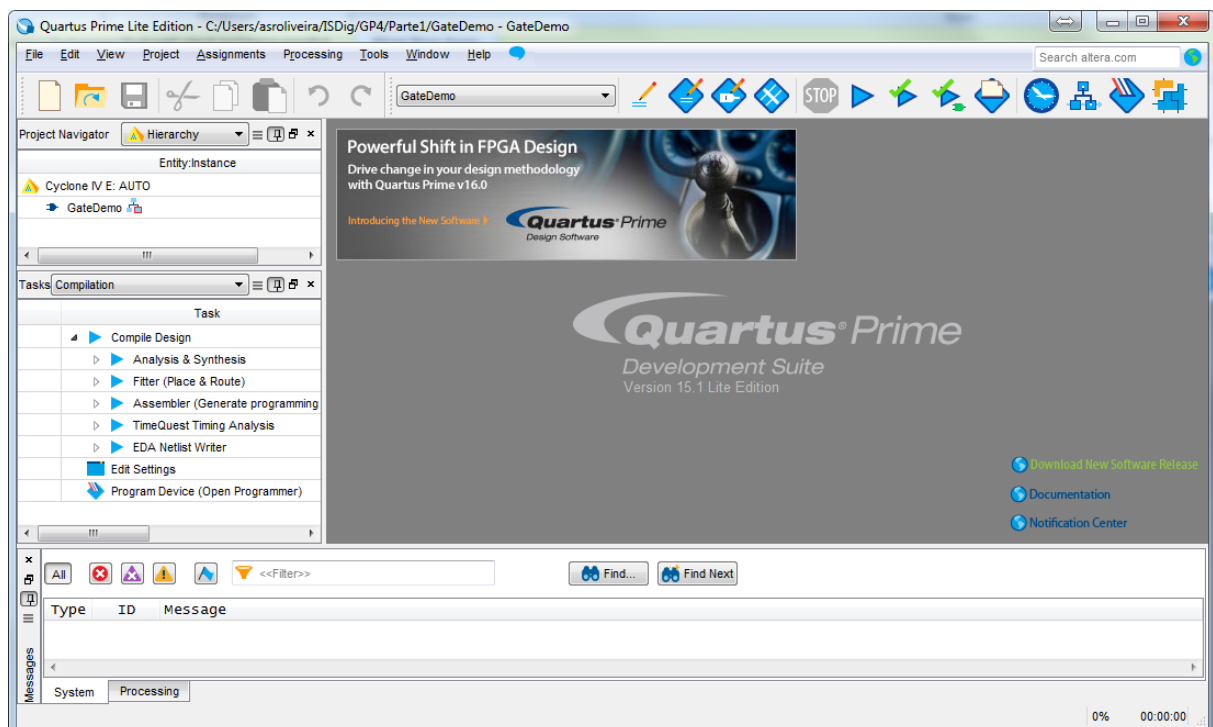 Quartus Prime Lite Edition - C:/Users/asroliveira/ISDig/GP4/Parte1/GateDemo - GateDemo
File Edit View Project Assignments Processing Tools Window Help
Search altera.com
GateDemo
STOP
Project Navigator Hierarchy
Entity:Instance
Cyclone IV E: AUTO
GateDemo
Tasks Compilation
Task
Compile Design
Analysis & Synthesis
Fitter (Place & Route)
Assembler (Generate programming
TimeQuest Timing Analysis
EDA Netlist Writer
Edit Settings
Program Device (Open Programmer)
Powerful Shift in FPGA Design
Drive change in your design methodology
with Quartus Prime v16.0
Introducing the New Software
Quartus Prime
Design Software
Quartus® Prime
Development Suite
Version 15.1 Lite Edition
Download New Software Release
Documentation
Notification Center
All
<<Filter>>
Find...
Find Next
Type ID Message
Messages
System Processing
0% 00:00:00